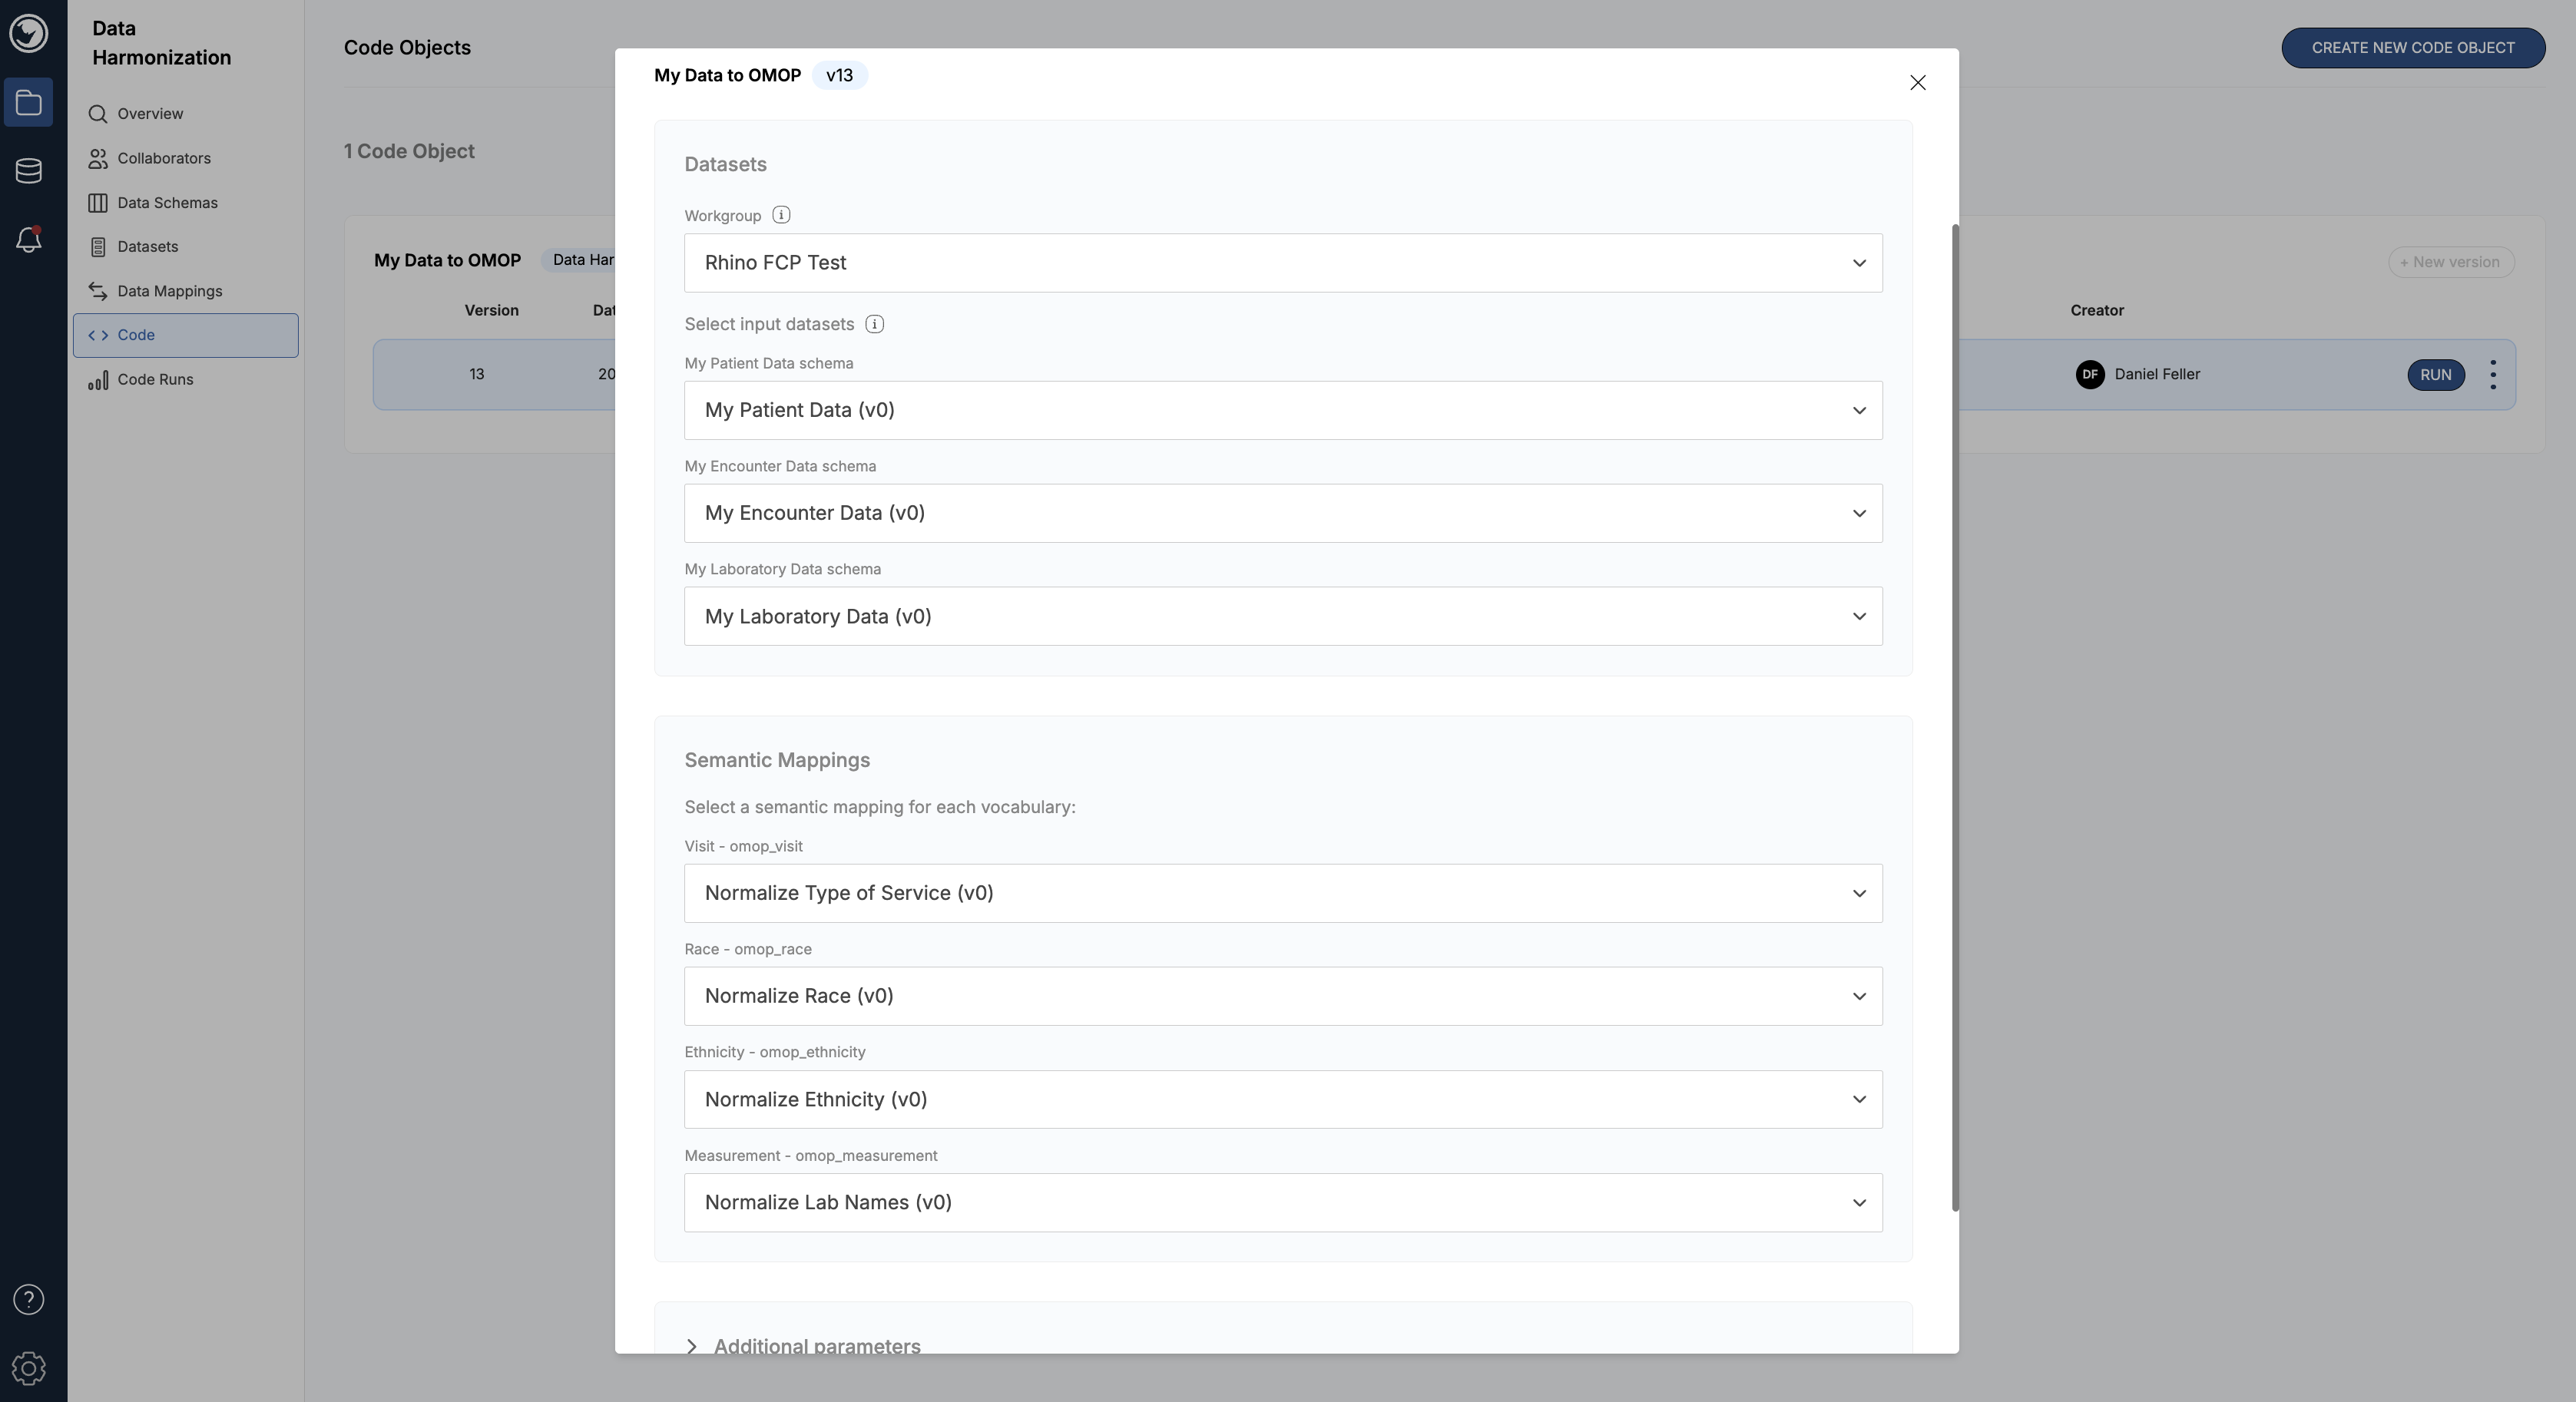 Data
Harmonization
Overview
Collaborators
Data Schemas
Datasets
Data Mappings
Code
Code Runs
Code Objects
CREATE NEW CODE OBJECT
1 Code Object
My Data to OMOP
Data Har
+ New version
Version
Dat
Creator
13
20
DF
Daniel Feller
RUN
My Data to OMOP
v13
Datasets
Workgroup
Rhino FCP Test
Select input datasets
My Patient Data schema
My Patient Data (v0)
My Encounter Data schema
My Encounter Data (v0)
My Laboratory Data schema
My Laboratory Data (v0)
Semantic Mappings
Select a semantic mapping for each vocabulary:
Visit - omop_visit
Normalize Type of Service (v0)
Race - omop_race
Normalize Race (v0)
Ethnicity - omop_ethnicity
Normalize Ethnicity (v0)
Measurement - omop_measurement
Normalize Lab Names (v0)
Additional parameters